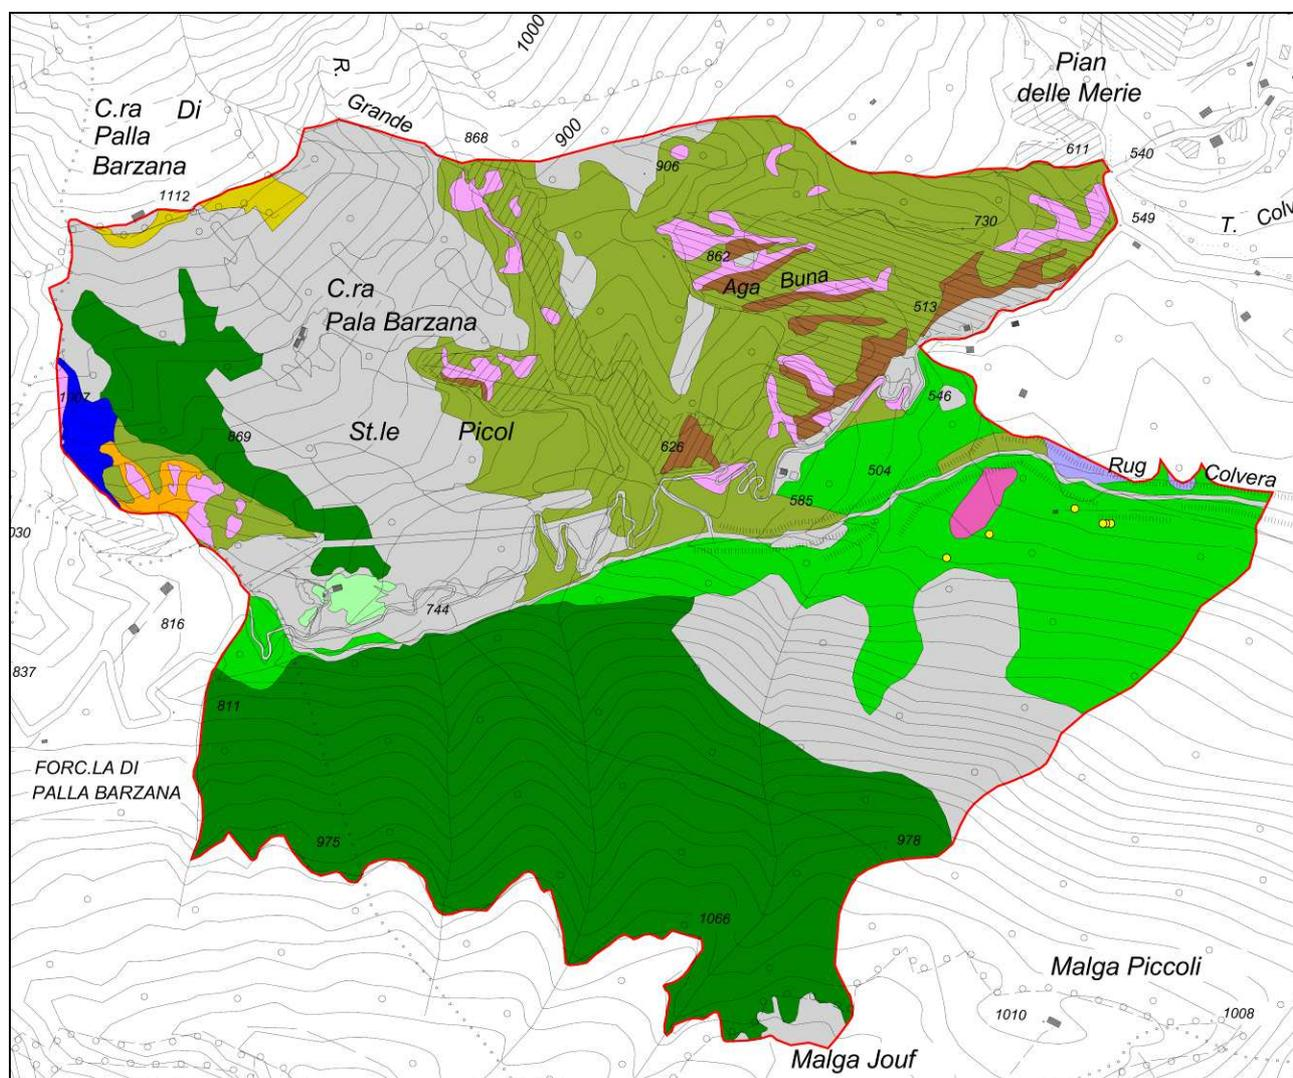 1000
R.
Grande
868
900
Pian
delle Merie
C.ra Di
Palla
Barzana
1112
906
611
540
549
T. Colv
730
862
Aga Buna
C.ra
Pala Barzana
513
1007
869
St.le Picol
626
546
504
585
Rug Colvera
030
744
816
837
811
FORC.LA DI
PALLA BARZANA
975
978
1066
Malga Piccoli
1010
1008
Malga Jouf